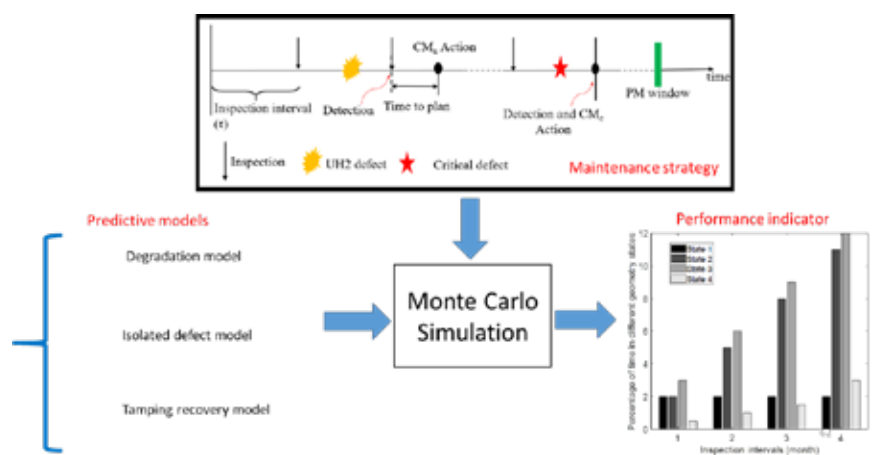 CMₙ Action
time
Inspection interval
(τ)
Detection
Time to plan
Detection and CM꜀
Action
PM window
Inspection
UH2 defect
Critical defect
Maintenance strategy
Predictive models
Degradation model
Isolated defect model
Tamping recovery model
Monte Carlo
Simulation
Performance indicator
Percentage of time in different geometry states
12
10
8
6
4
2
0
State 1
State 2
State 3
State 4
1
2
3
4
Inspection intervals (month)